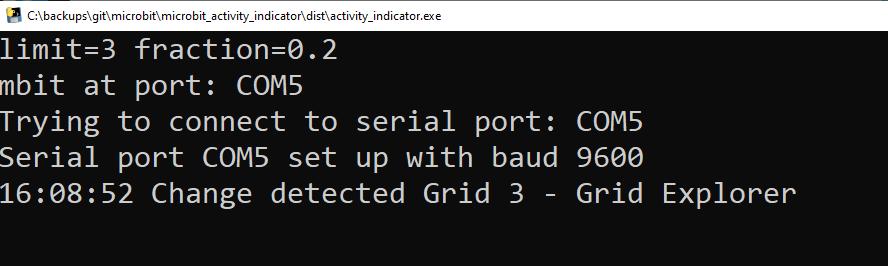 C:\backups\git\microbit\microbit_activity_indicator\dist\activity_indicator.exe
limit=3 fraction=0.2
mbit at port: COM5
Trying to connect to serial port: COM5
Serial port COM5 set up with baud 9600
16:08:52 Change detected Grid 3 - Grid Explorer